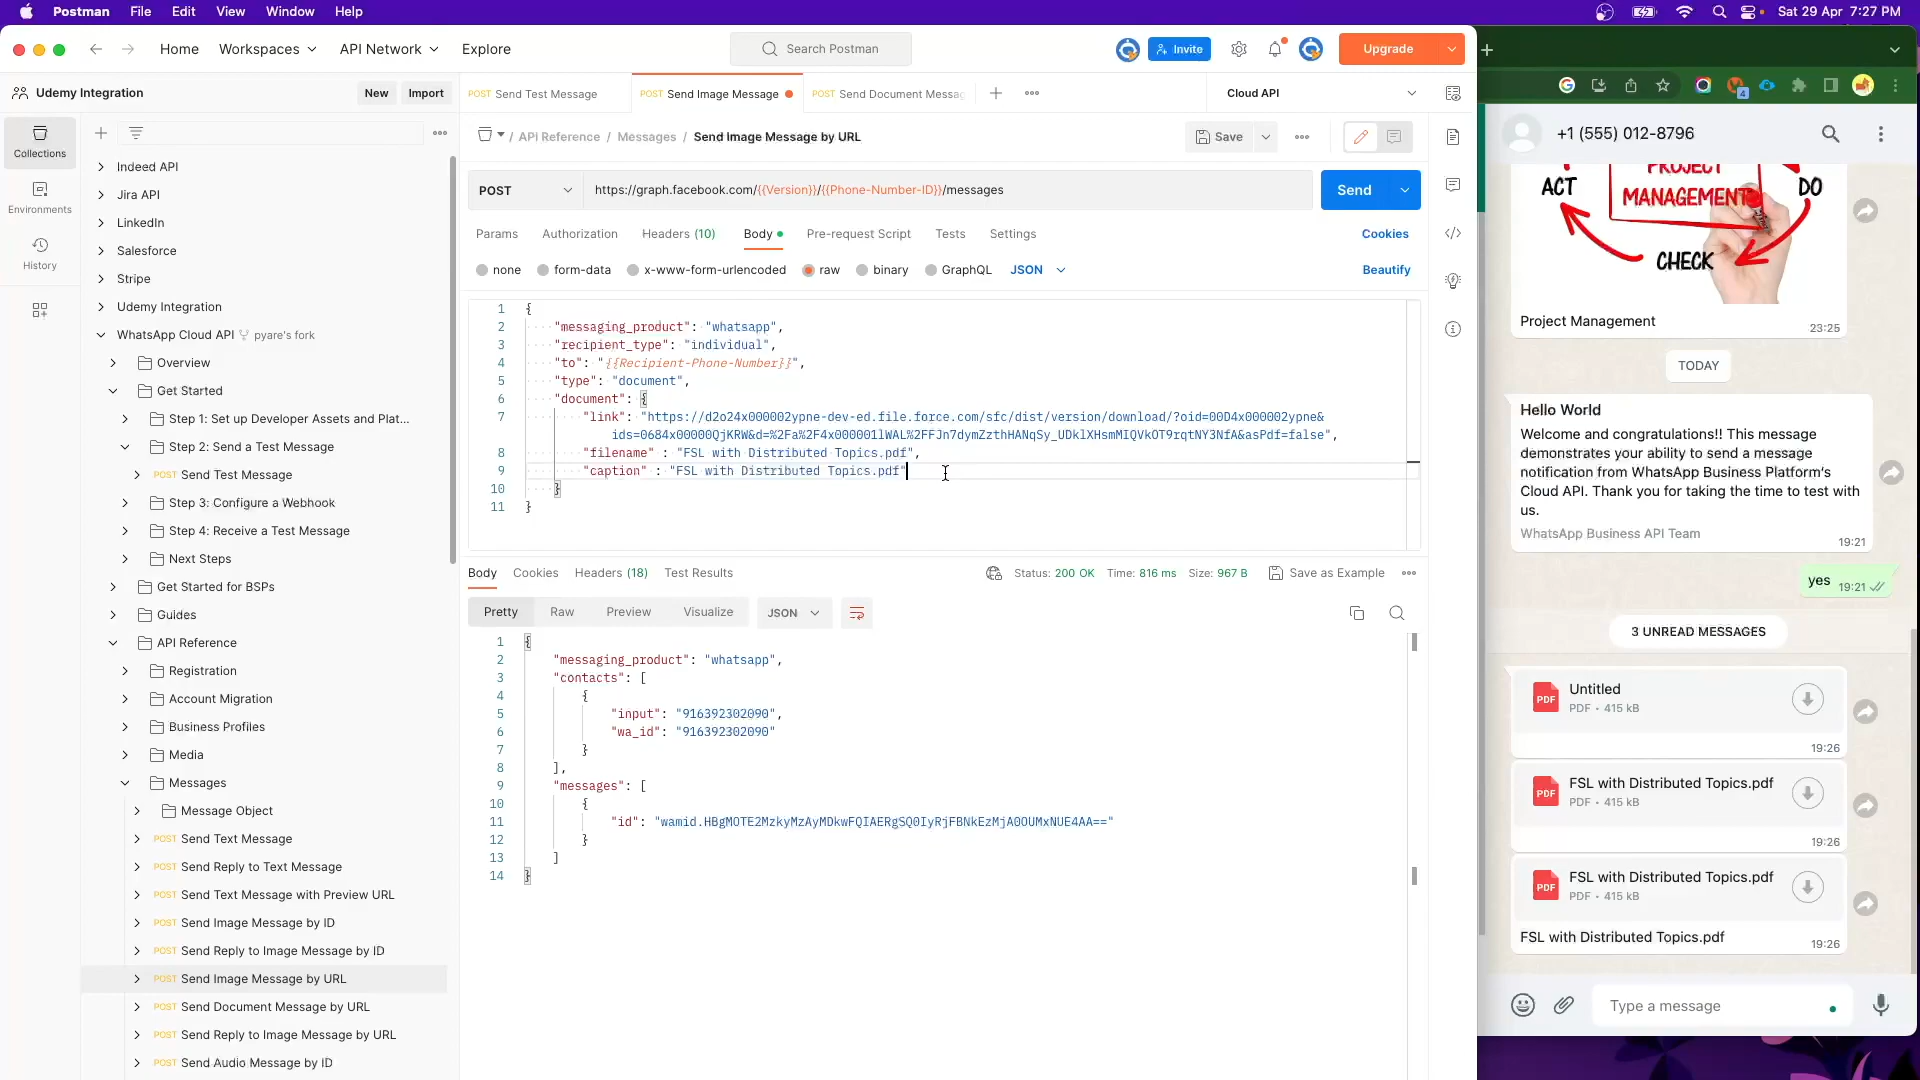 Postman File Edit View Window Help
Sat 29 Apr 7:27 PM
Home Workspaces API Network Explore
Search Postman
Invite
Upgrade
Udemy Integration
New Import
POST Send Test Message
POST Send Image Message
POST Send Document Messag
Cloud API
Collections
Environments
History
Indeed API
Jira API
LinkedIn
Salesforce
Stripe
Udemy Integration
WhatsApp Cloud API pyare's fork
Overview
Get Started
Step 1: Set up Developer Assets and Plat...
Step 2: Send a Test Message
POST Send Test Message
Step 3: Configure a Webhook
Step 4: Receive a Test Message
Next Steps
Get Started for BSPs
Guides
API Reference
Registration
Account Migration
Business Profiles
Media
Messages
Message Object
POST Send Text Message
POST Send Reply to Text Message
POST Send Text Message with Preview URL
POST Send Image Message by ID
POST Send Reply to Image Message by ID
POST Send Image Message by URL
POST Send Document Message by URL
POST Send Reply to Image Message by URL
POST Send Audio Message by ID
/ API Reference / Messages / Send Image Message by URL
Save
POST https://graph.facebook.com/{{Version}}/{{Phone-Number-ID}}/messages
Send
Params Authorization Headers (10) Body Pre-request Script Tests Settings
Cookies
none form-data x-www-form-urlencoded raw binary GraphQL JSON
Beautify
1 {
2 "messaging_product": "whatsapp",
3 "recipient_type": "individual",
4 "to": "{{Recipient-Phone-Number}}",
5 "type": "document",
6 "document": {
7 "link": "https://d2o24x000002ypne-dev-ed.file.force.com/sfc/dist/version/download/?oid=00D4x000002ypne&
ids=0684x00000QjKRW&d=%2Fa%2F4x000001lWAL%2FFJn7dymZzthHANqSy_UDklXHsmMIQVkOT9rqtNY3NfA&asPdf=false",
8 "filename" : "FSL with Distributed Topics.pdf",
9 "caption" : "FSL with Distributed Topics.pdf"
10 }
11 }
Body Cookies Headers (18) Test Results
Status: 200 OK Time: 816 ms Size: 967 B
Save as Example
Pretty Raw Preview Visualize JSON
1 {
2 "messaging_product": "whatsapp",
3 "contacts": [
4 {
5 "input": "916392302090",
6 "wa_id": "916392302090"
7 }
8 ],
9 "messages": [
10 {
11 "id": "wamid.HBgMOTE2MzkyMzAyMDkwFQIAERgSQ0IyRjFBNkEzMjA0OUMxNUE4AA=="
12 }
13 ]
14 }
4
+1 (555) 012-8796
PROJECT
MANAGEMENT
ACT
DO
CHECK
Project Management
23:25
TODAY
Hello World
Welcome and congratulations!! This message
demonstrates your ability to send a message
notification from WhatsApp Business Platform's
Cloud API. Thank you for taking the time to test with
us.
WhatsApp Business API Team
19:21
yes 19:21
3 UNREAD MESSAGES
PDF
Untitled
PDF • 415 kB
19:26
PDF
FSL with Distributed Topics.pdf
PDF • 415 kB
19:26
PDF
FSL with Distributed Topics.pdf
PDF • 415 kB
FSL with Distributed Topics.pdf
19:26
Type a message